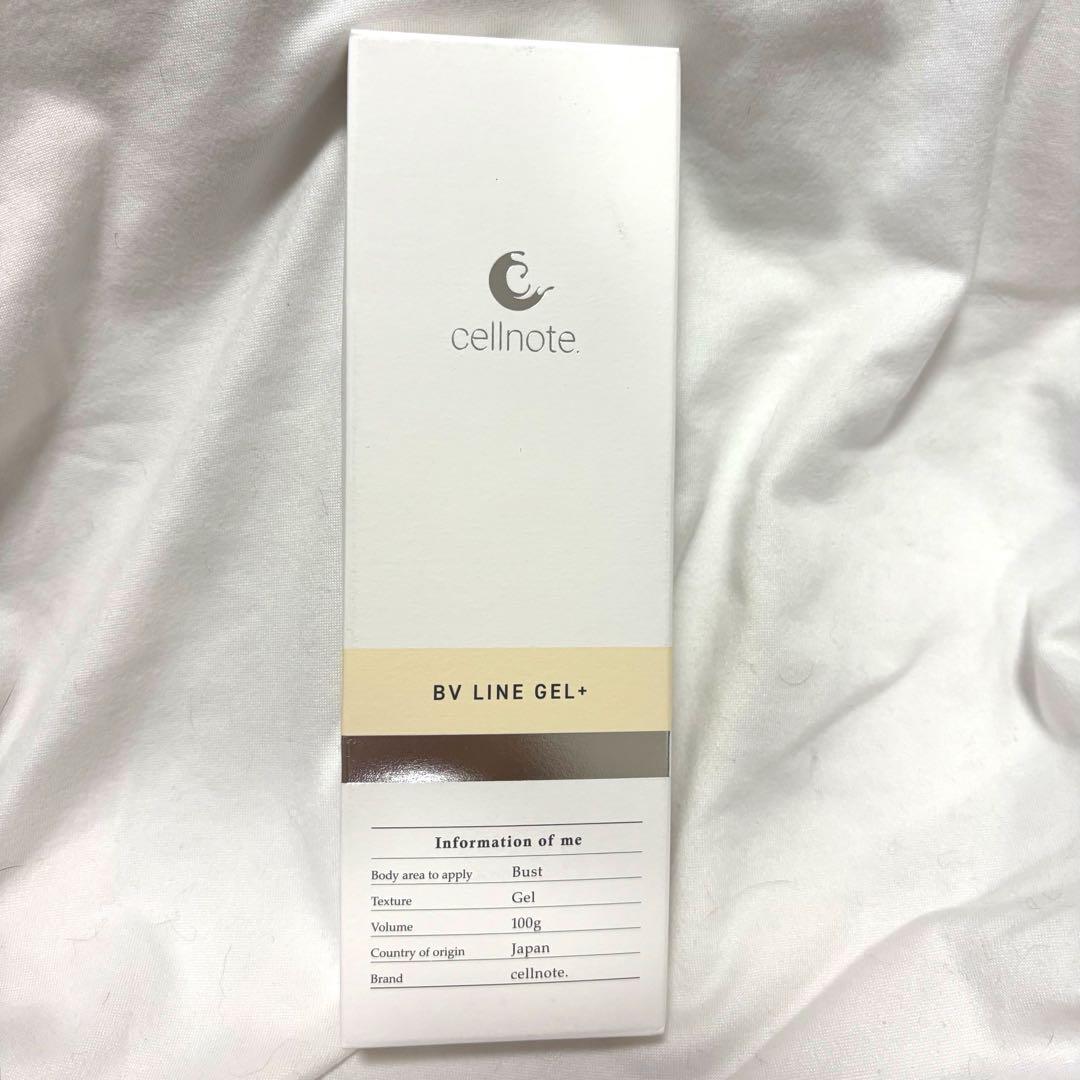 cellnote.
BV LINE GEL+
Information of me
Body area to apply Bust
Texture Gel
Volume 100g
Country of origin Japan
Brand cellnote.